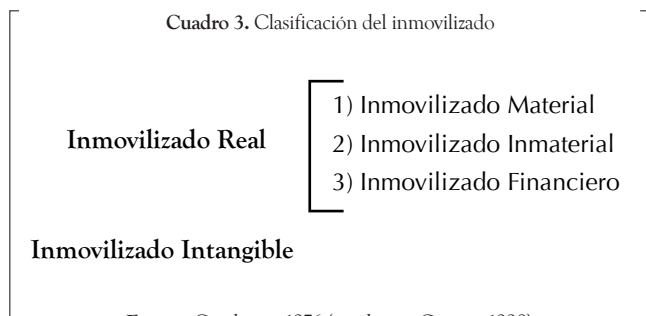 Cuadro 3. Clasificación del inmovilizado
Inmovilizado Real
1) Inmovilizado Material
2) Inmovilizado Inmaterial
3) Inmovilizado Financiero
Inmovilizado Intangible